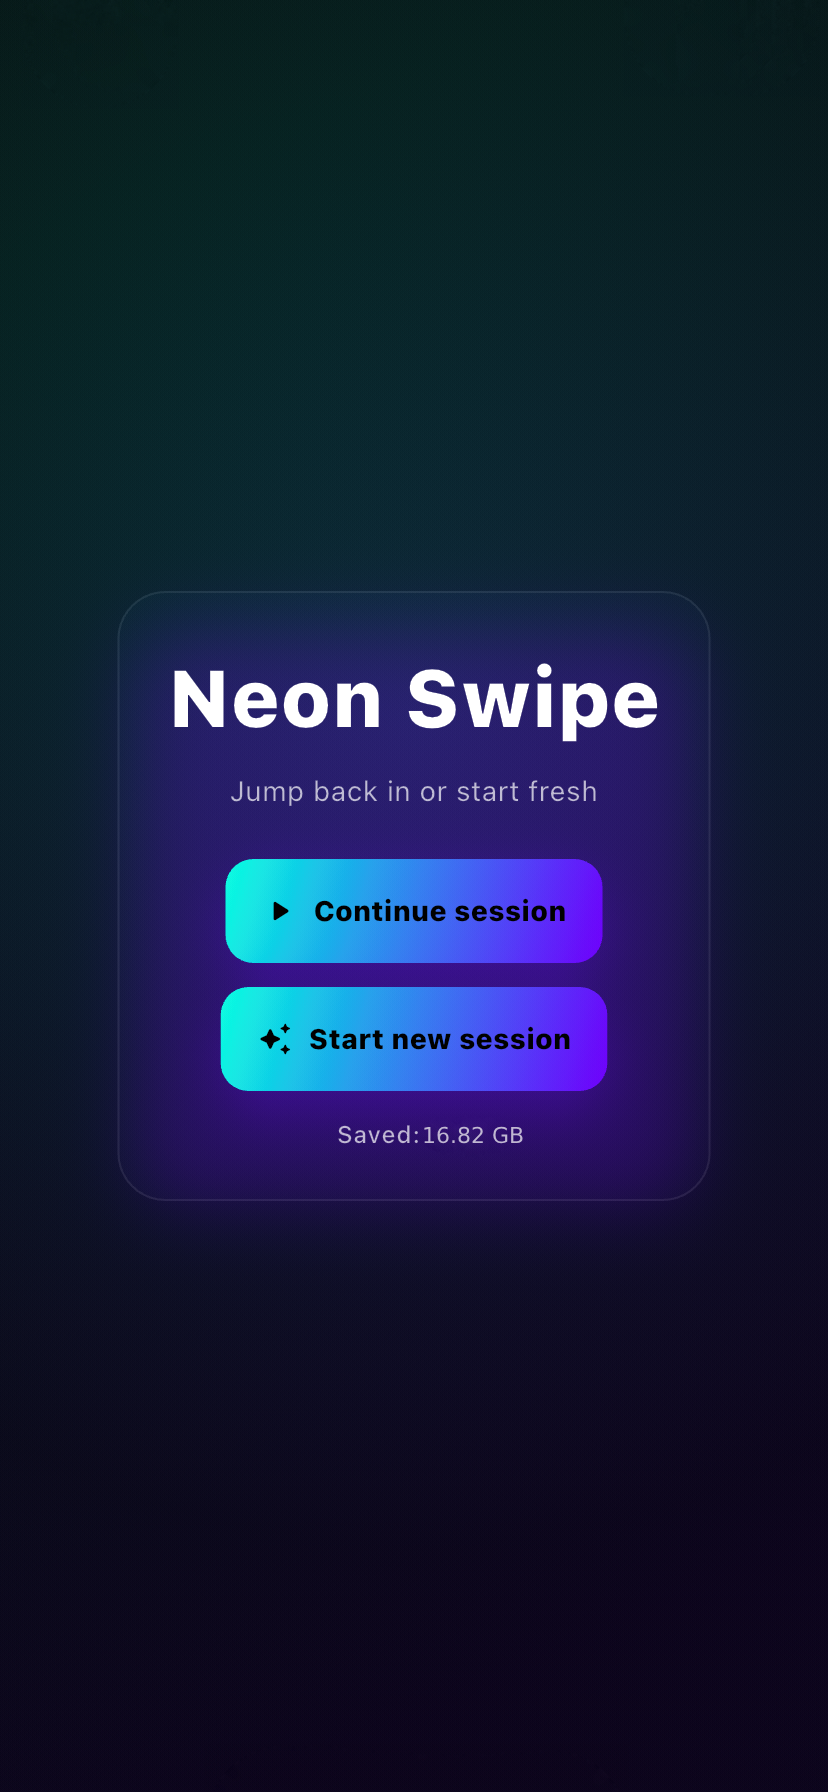 Neon Swipe
Jump back in or start fresh
Continue session
Start new session
Saved:16.82 GB